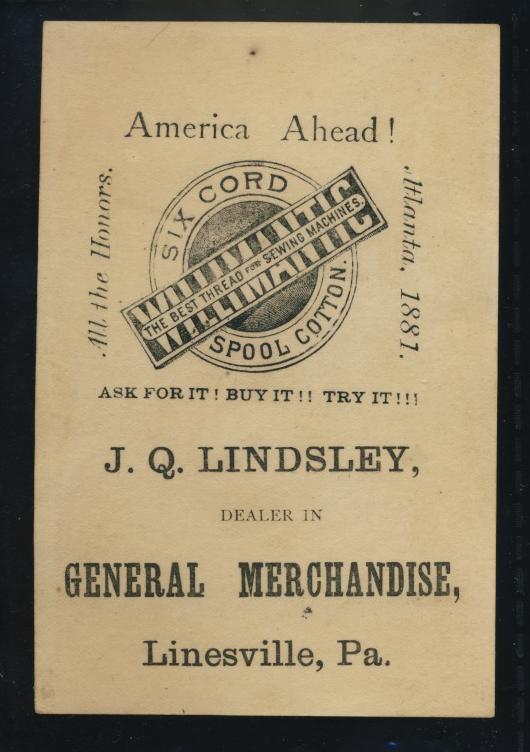 America Ahead!
All the Honors.
Atlanta, 1881.
SIX CORD
WILLIMANTIC
THE BEST THREAD FOR SEWING MACHINES.
SPOOL COTTON.
ASK FOR IT! BUY IT!! TRY IT!!!
J. Q. LINDSLEY,
DEALER IN
GENERAL MERCHANDISE,
Linesville, Pa.